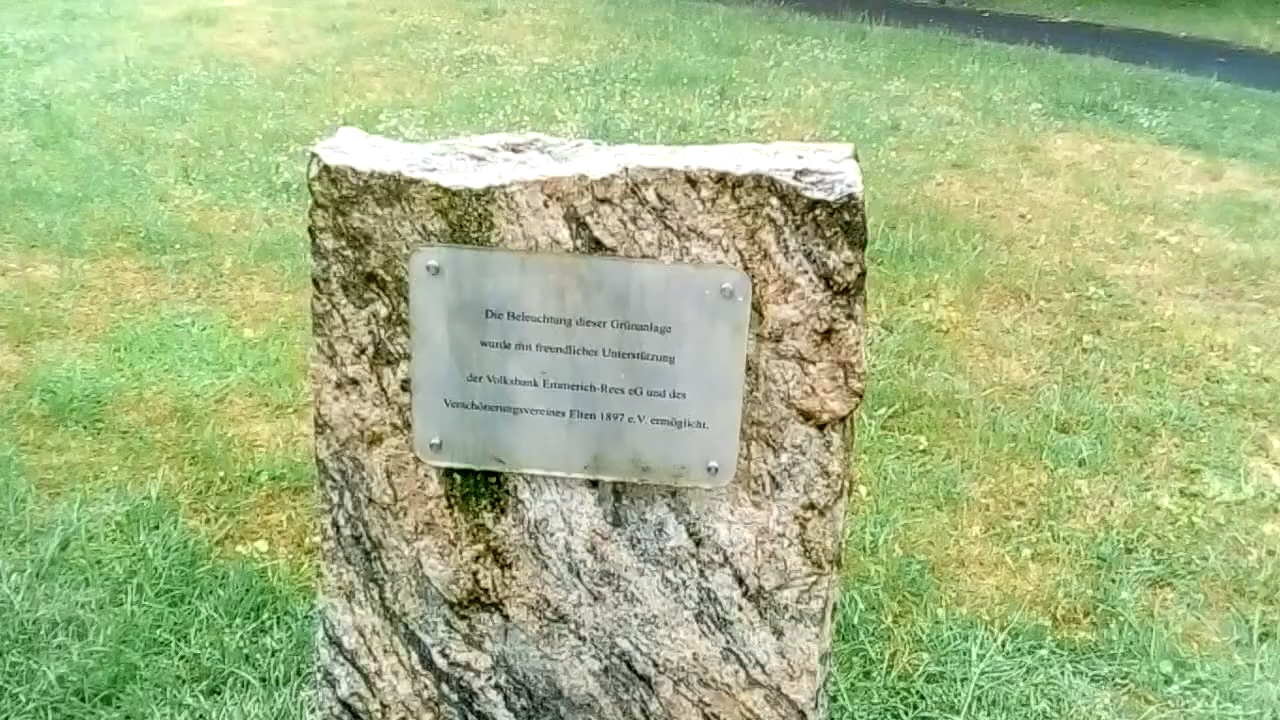 Die Beleuchtung dieser Grünanlage
wurde mit freundlicher Unterstützung
der Volksbank Emmerich-Rees eG und des
Verschönerungsvereines Elten 1897 e.V. ermöglicht.